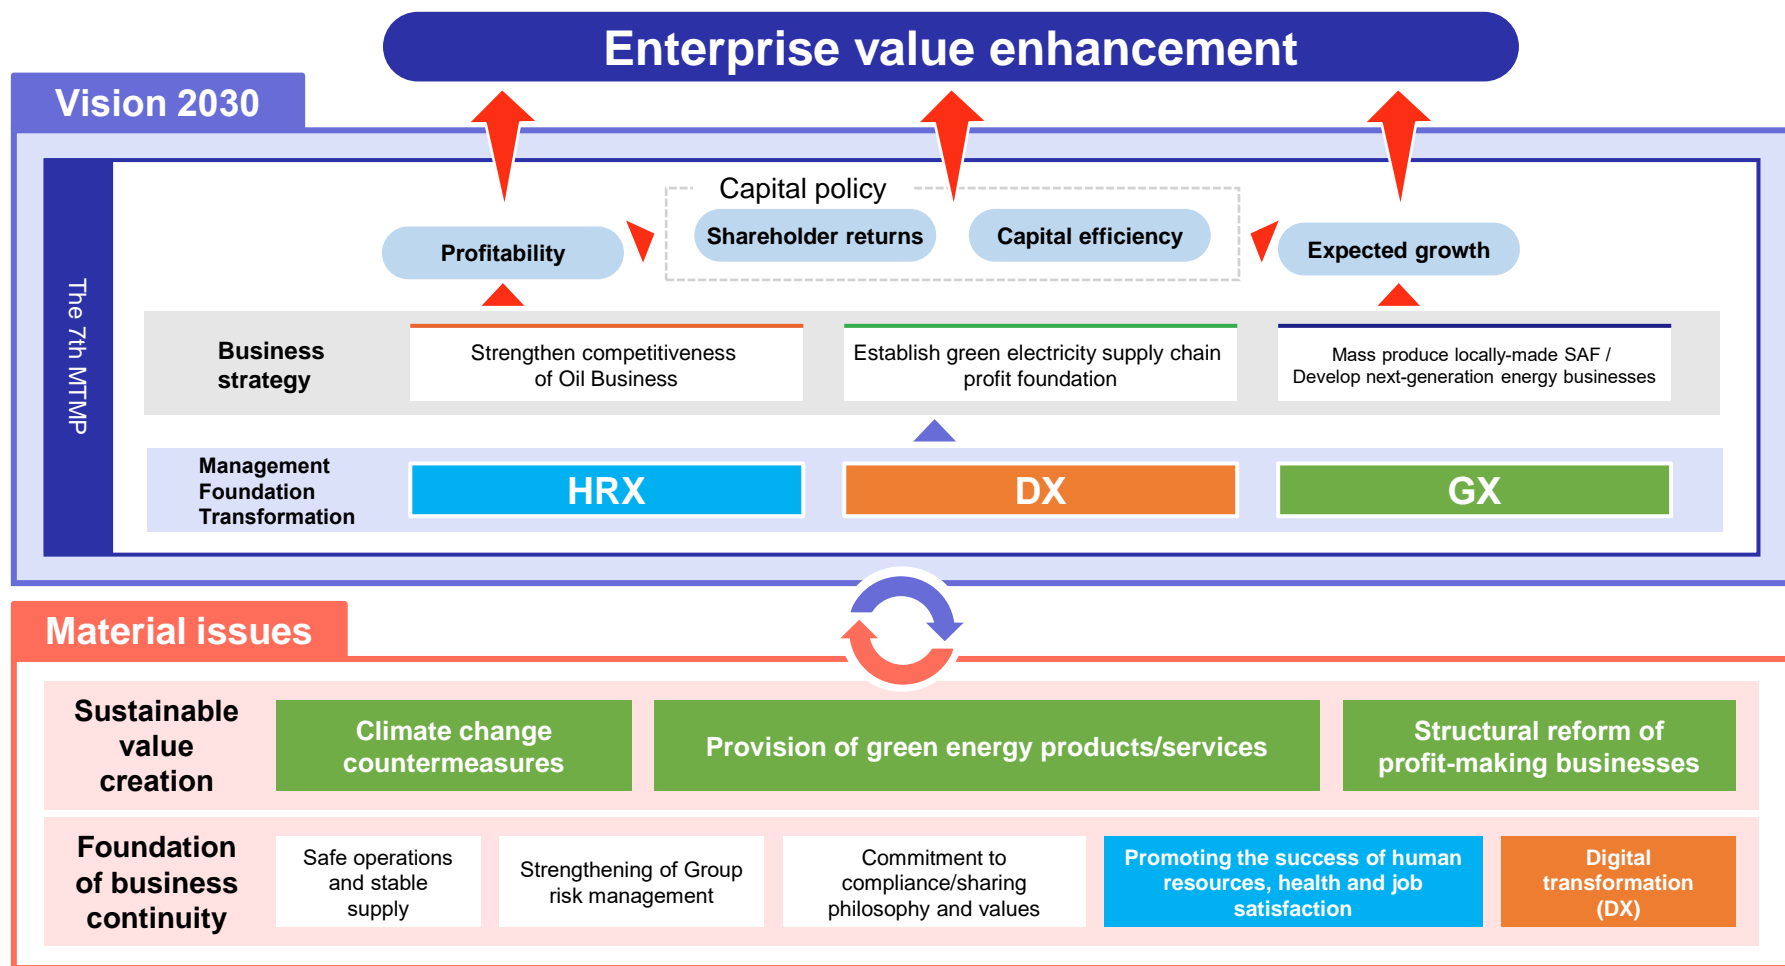 Enterprise value enhancement
Vision 2030
The 7th MTMP
Capital policy
Profitability
Shareholder returns
Capital efficiency
Expected growth
Business
strategy
Strengthen competitiveness
of Oil Business
Establish green electricity supply chain
profit foundation
Mass produce locally-made SAF /
Develop next-generation energy businesses
Management
Foundation
Transformation
HRX
DX
GX
Material issues
Sustainable
value
creation
Climate change
countermeasures
Provision of green energy products/services
Structural reform of
profit-making businesses
Foundation
of business
continuity
Safe operations
and stable
supply
Strengthening of Group
risk management
Commitment to
compliance/sharing
philosophy and values
Promoting the success of human
resources, health and job
satisfaction
Digital
transformation
(DX)